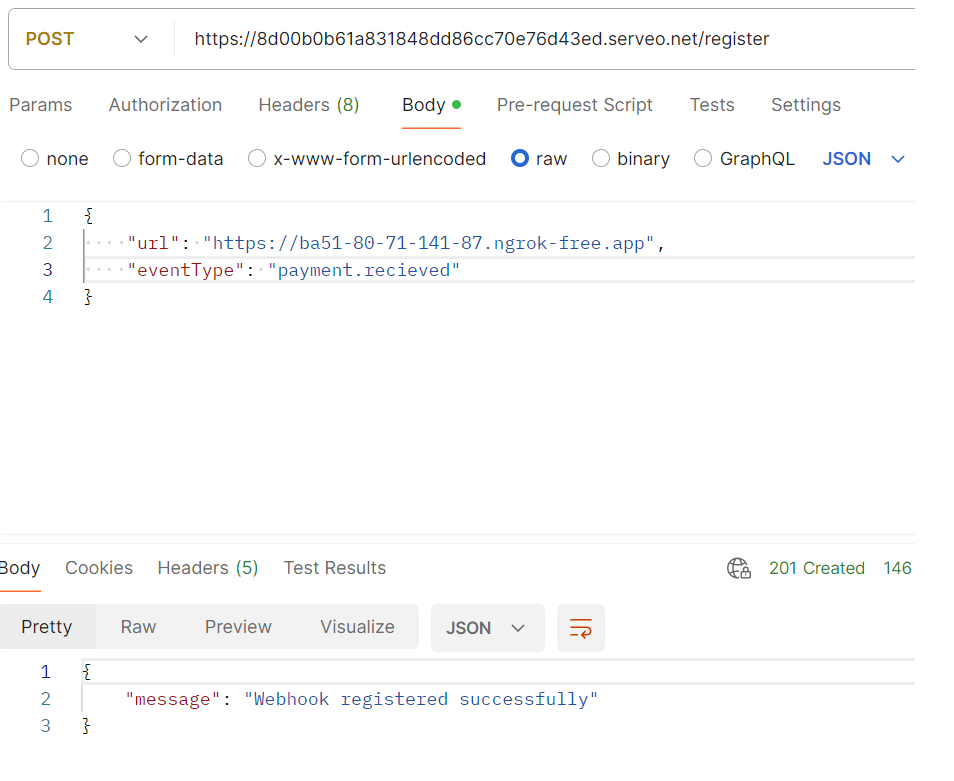 POST https://8d00b0b61a831848dd86cc70e76d43ed.serveo.net/register
Params Authorization Headers (8) Body Pre-request Script Tests Settings
none form-data x-www-form-urlencoded raw binary GraphQL JSON
1 {
2 "url": "https://ba51-80-71-141-87.ngrok-free.app",
3 "eventType": "payment.recieved"
4 }
Body Cookies Headers (5) Test Results 201 Created 146
Pretty Raw Preview Visualize JSON
1 {
2 "message": "Webhook registered successfully"
3 }